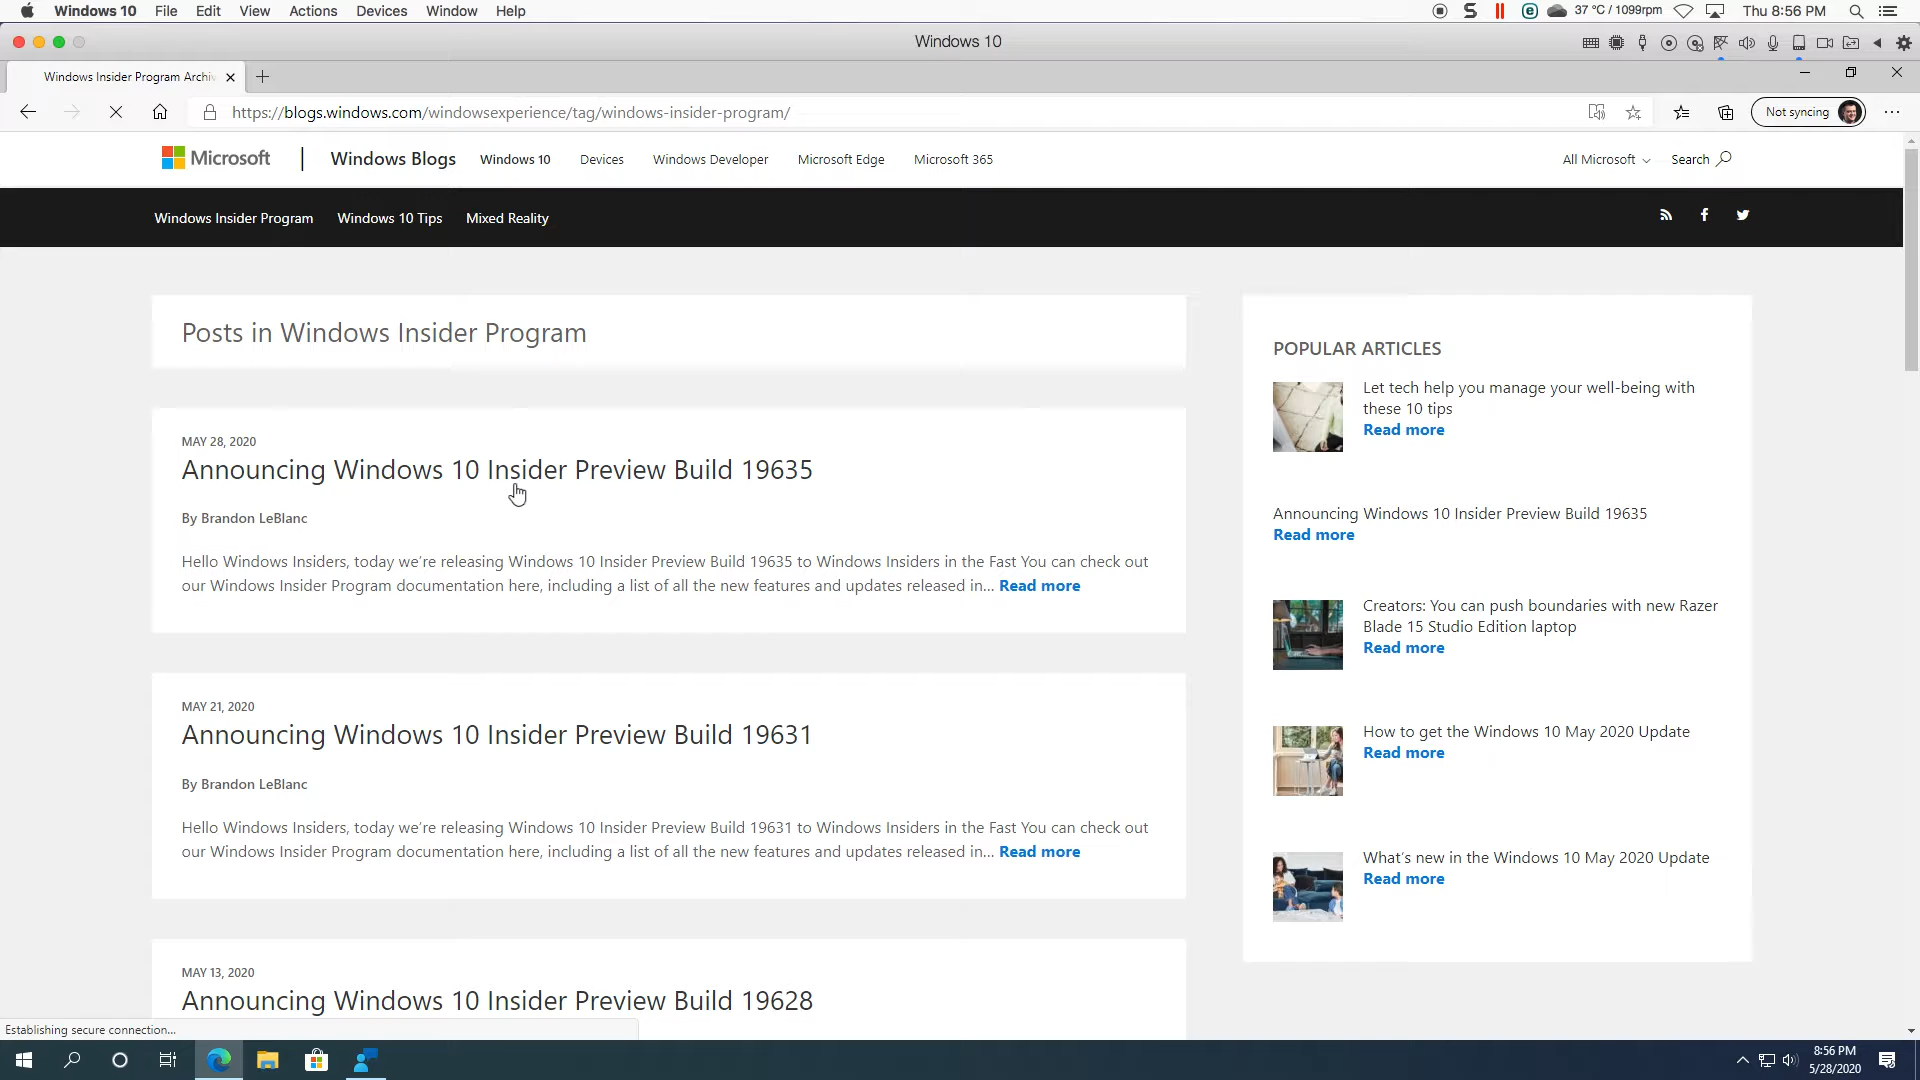 Windows 10 File Edit View Actions Devices Window Help
S e 37 °C / 1099rpm Thu 8:56 PM
Windows 10
Windows Insider Program Archiv
https://blogs.windows.com/windowsexperience/tag/windows-insider-program/
Not syncing
Microsoft | Windows Blogs Windows 10 Devices Windows Developer Microsoft Edge Microsoft 365 All Microsoft Search
Windows Insider Program Windows 10 Tips Mixed Reality
Posts in Windows Insider Program
MAY 28, 2020
Announcing Windows 10 Insider Preview Build 19635
By Brandon LeBlanc
Hello Windows Insiders, today we’re releasing Windows 10 Insider Preview Build 19635 to Windows Insiders in the Fast You can check out
our Windows Insider Program documentation here, including a list of all the new features and updates released in... Read more
MAY 21, 2020
Announcing Windows 10 Insider Preview Build 19631
By Brandon LeBlanc
Hello Windows Insiders, today we’re releasing Windows 10 Insider Preview Build 19631 to Windows Insiders in the Fast You can check out
our Windows Insider Program documentation here, including a list of all the new features and updates released in... Read more
MAY 13, 2020
Announcing Windows 10 Insider Preview Build 19628
POPULAR ARTICLES
Let tech help you manage your well-being with
these 10 tips
Read more
Announcing Windows 10 Insider Preview Build 19635
Read more
Creators: You can push boundaries with new Razer
Blade 15 Studio Edition laptop
Read more
How to get the Windows 10 May 2020 Update
Read more
What’s new in the Windows 10 May 2020 Update
Read more
Establishing secure connection...
8:56 PM
5/28/2020